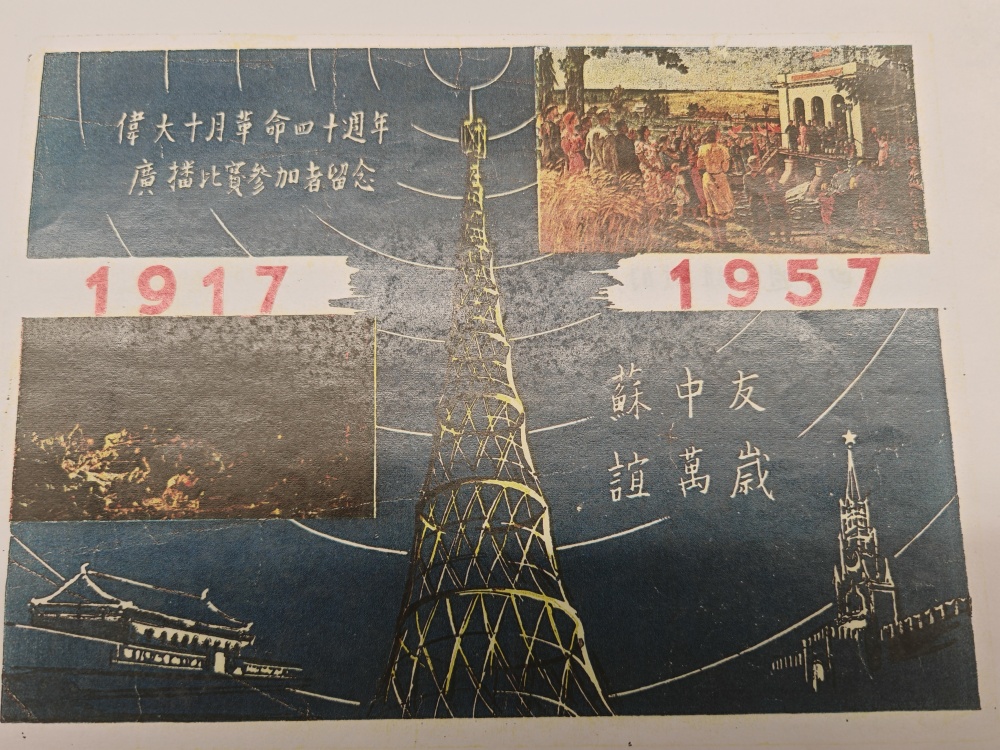 偉大十月革命四十週年
廣播比賽參加者留念
1917
1957
蘇中友
誼萬歲